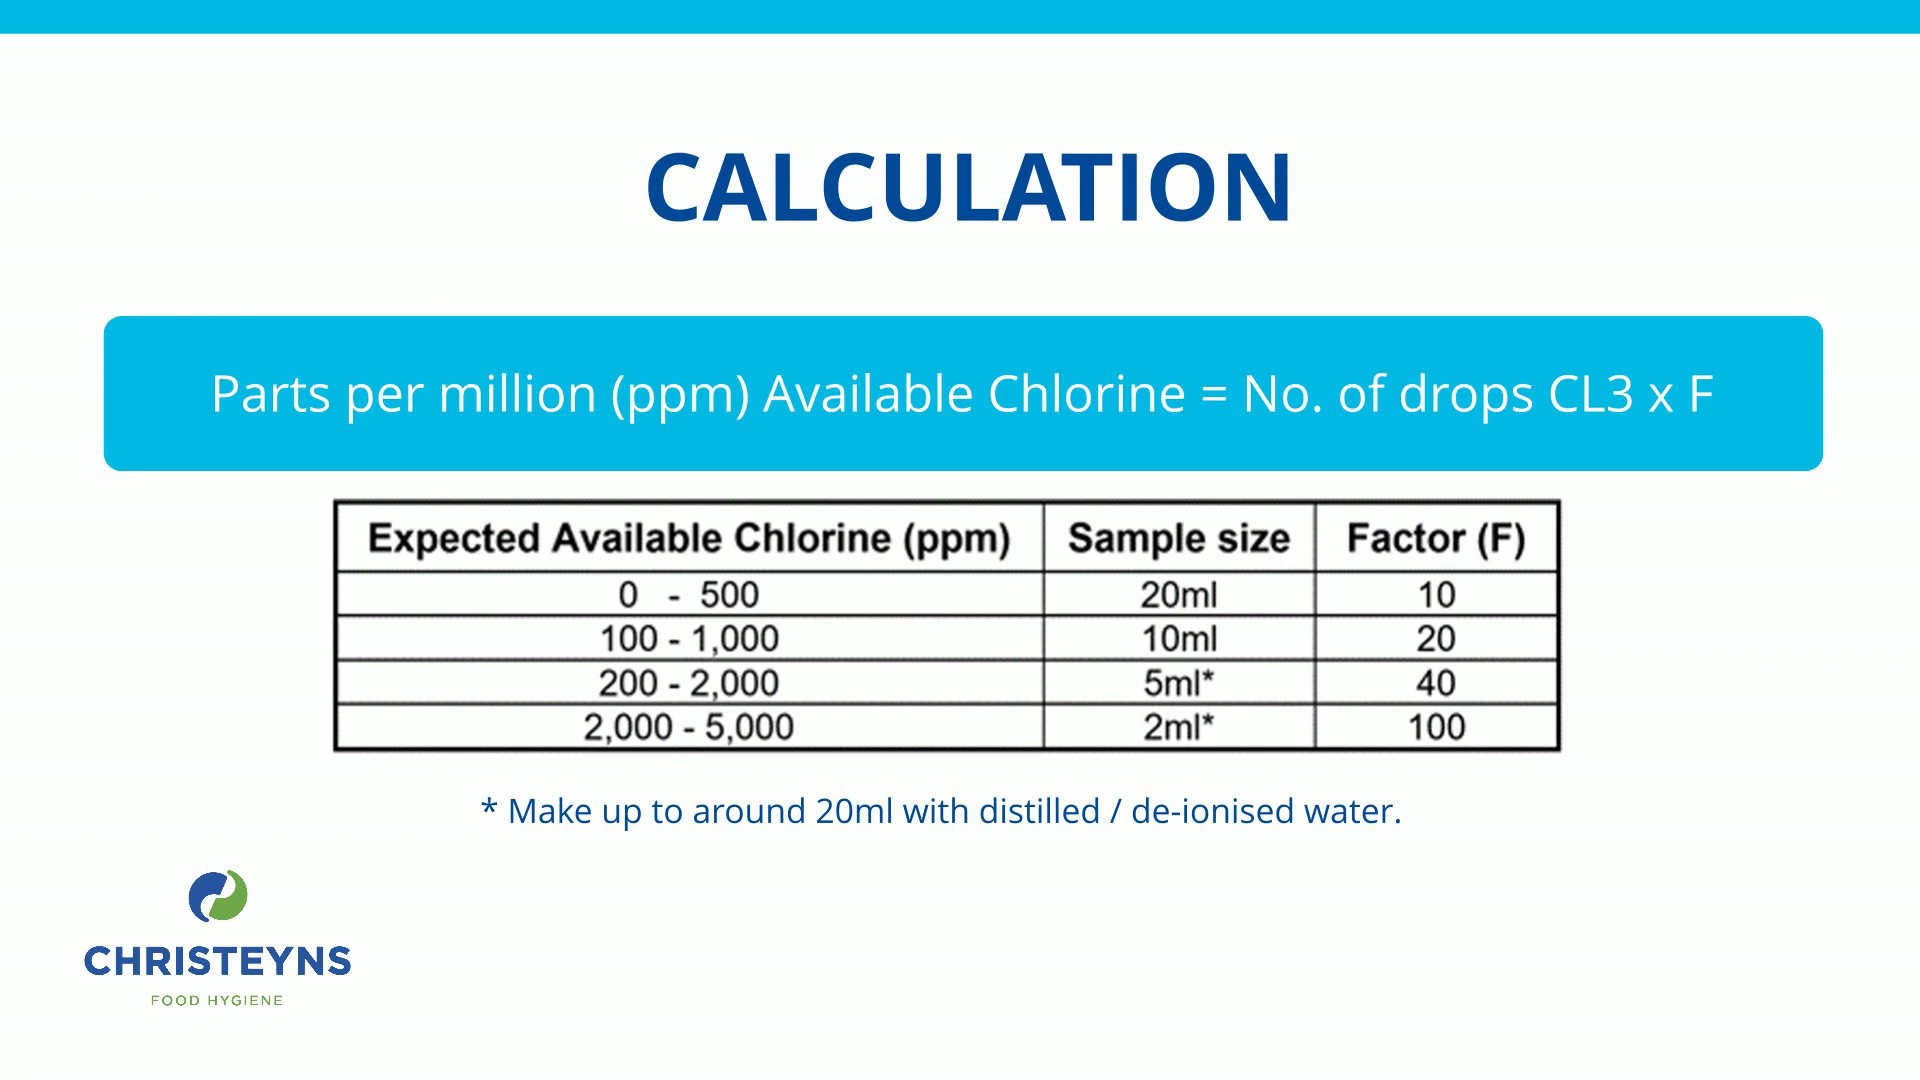 CALCULATION
Parts per million (ppm) Available Chlorine = No. of drops CL3 x F
Expected Available Chlorine (ppm) Sample size Factor (F)
0 - 500 20ml 10
100 - 1,000 10ml 20
200 - 2,000 5ml* 40
2,000 - 5,000 2ml* 100
* Make up to around 20ml with distilled / de-ionised water.
CHRISTEYNS
FOOD HYGIENE